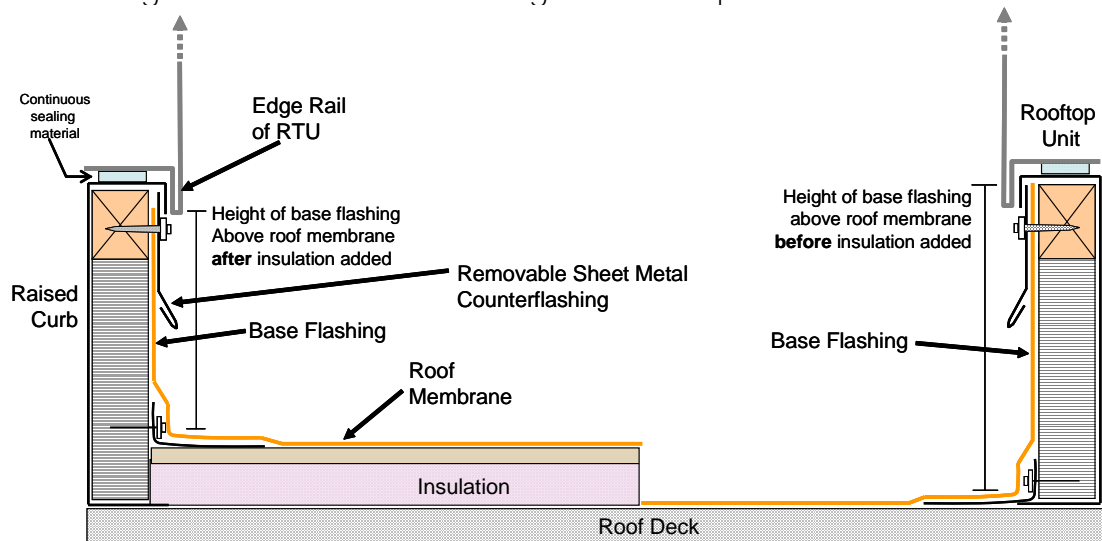 Continuous
sealing
material
Edge Rail
of RTU
Rooftop
Unit
Height of base flashing
Above roof membrane
after insulation added
Height of base flashing
above roof membrane
before insulation added
Removable Sheet Metal
Counterflashing
Raised
Curb
Base Flashing
Base Flashing
Roof
Membrane
Insulation
Roof Deck